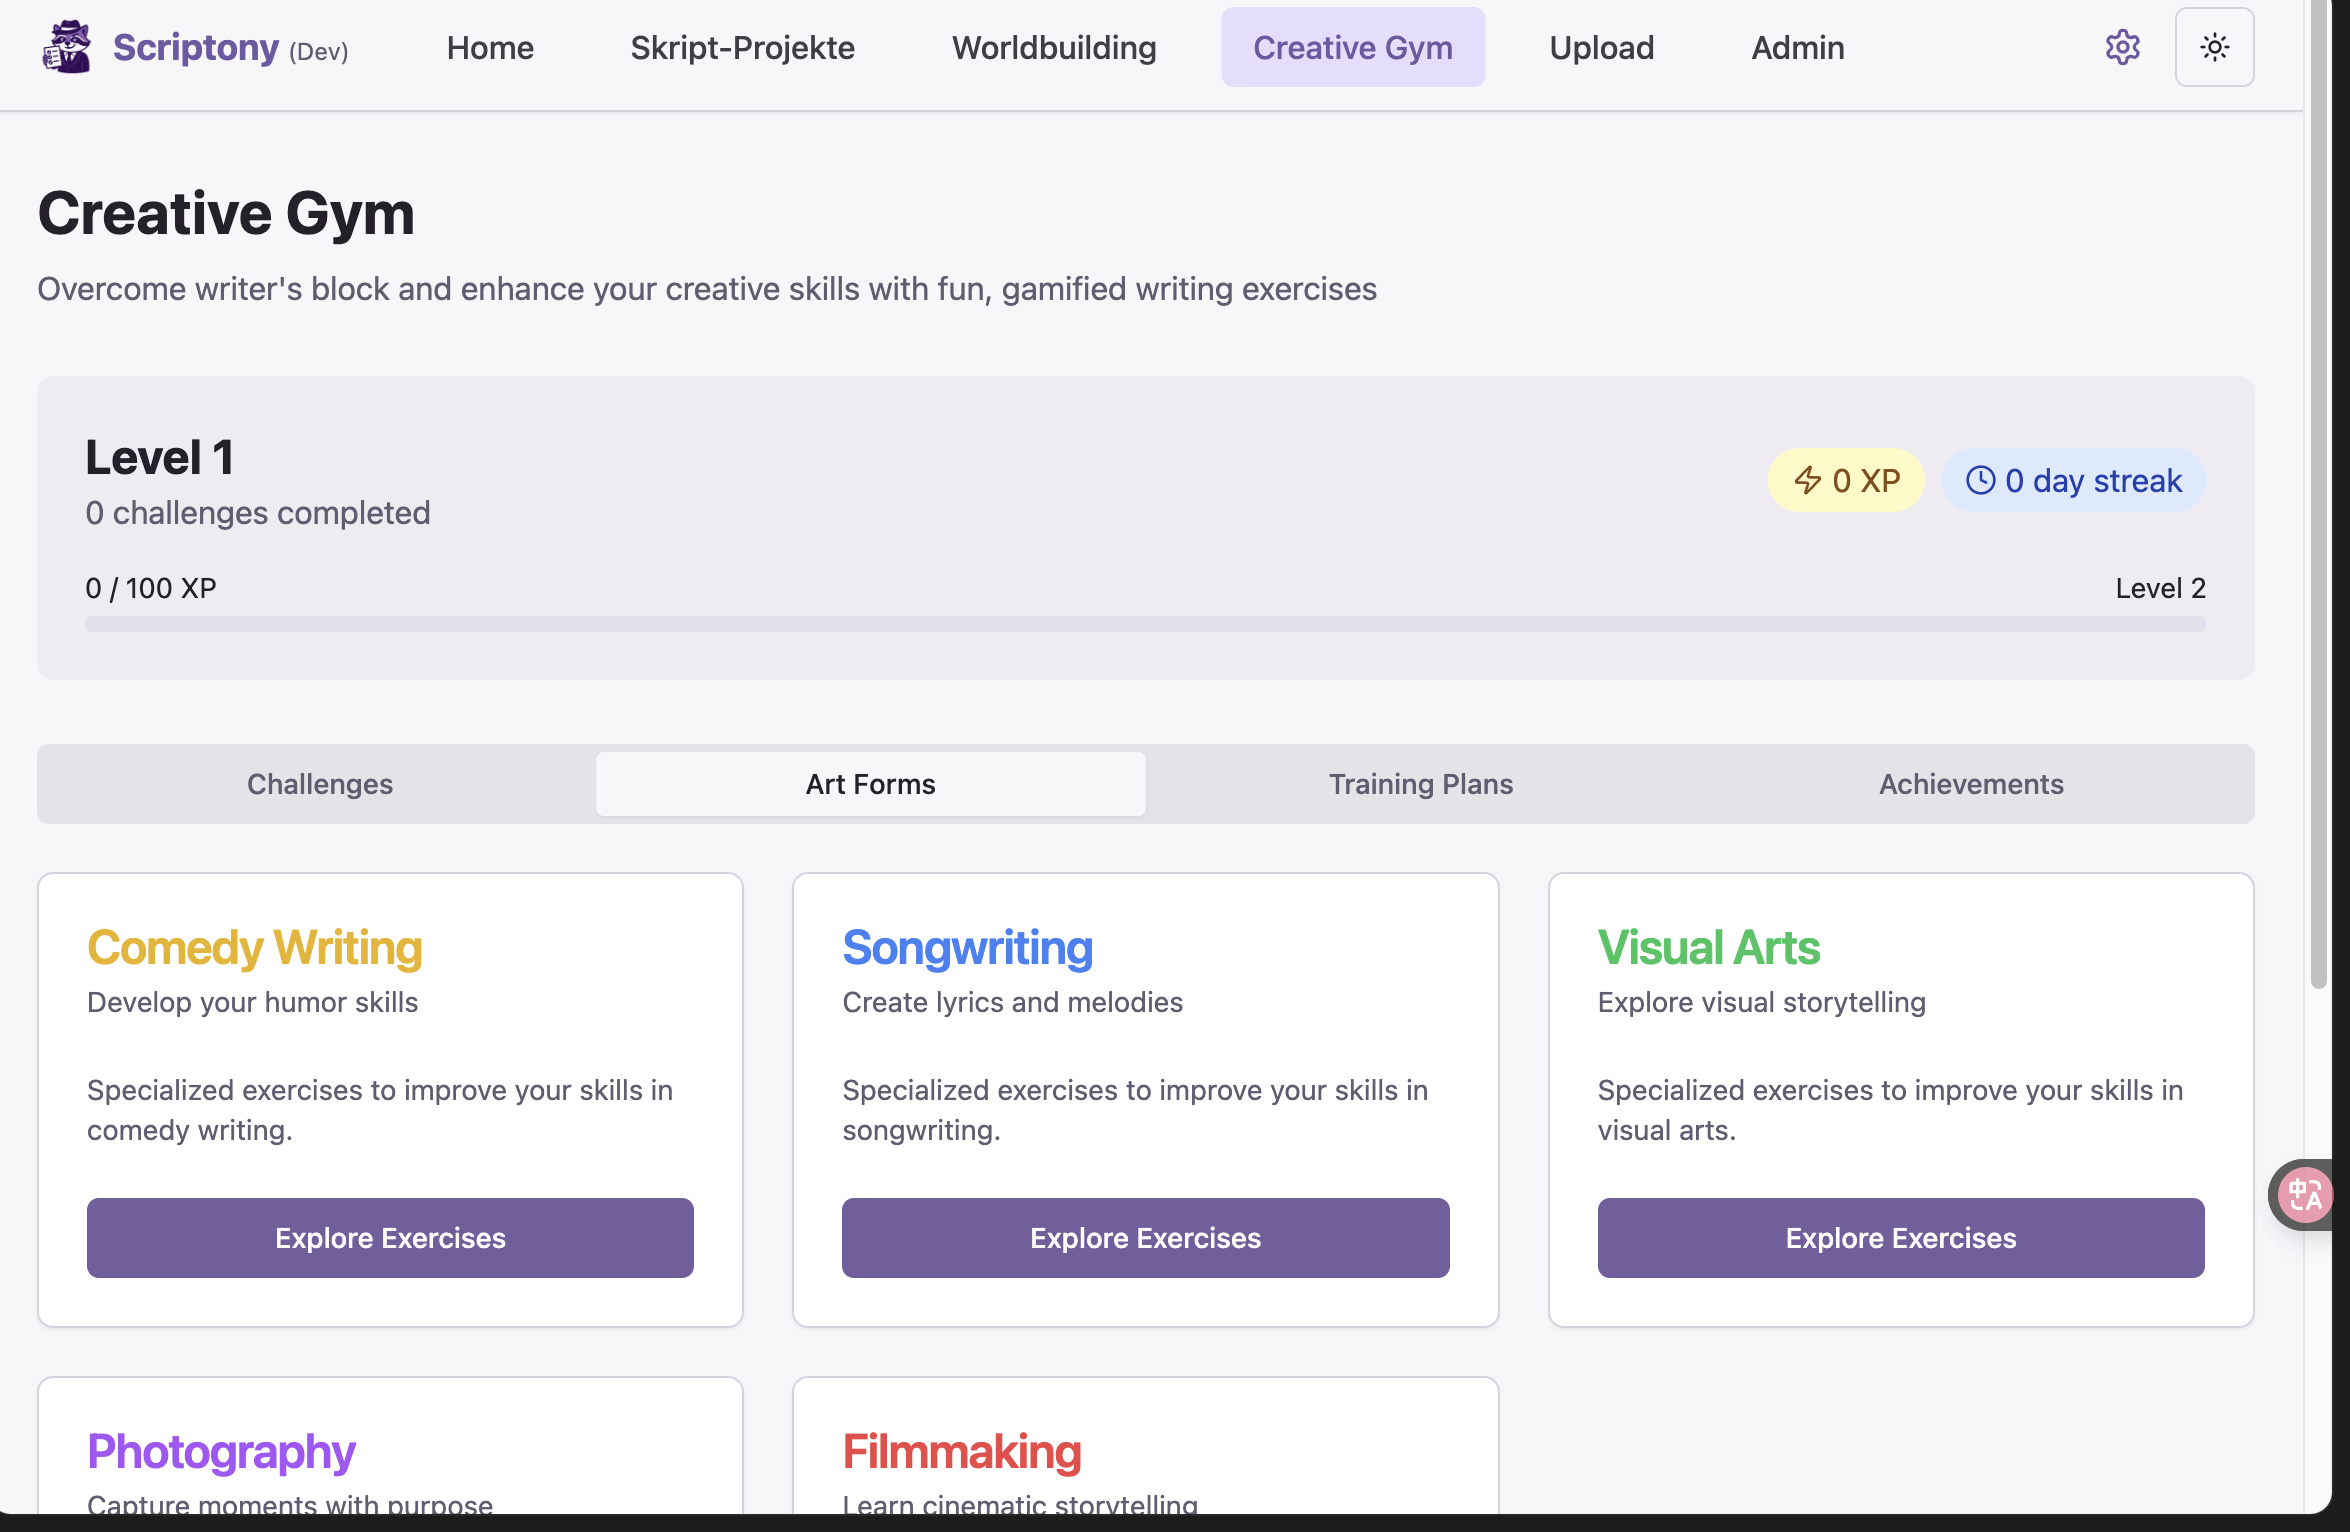 Scriptony (Dev)
Home
Skript-Projekte
Worldbuilding
Creative Gym
Upload
Admin
Creative Gym
Overcome writer's block and enhance your creative skills with fun, gamified writing exercises
Level 1
0 challenges completed
0 XP
0 day streak
0 / 100 XP
Level 2
Challenges
Art Forms
Training Plans
Achievements
Comedy Writing
Develop your humor skills
Specialized exercises to improve your skills in
comedy writing.
Explore Exercises
Songwriting
Create lyrics and melodies
Specialized exercises to improve your skills in
songwriting.
Explore Exercises
Visual Arts
Explore visual storytelling
Specialized exercises to improve your skills in
visual arts.
Explore Exercises
中A
Photography
Capture moments with purpose
Filmmaking
Learn cinematic storytelling